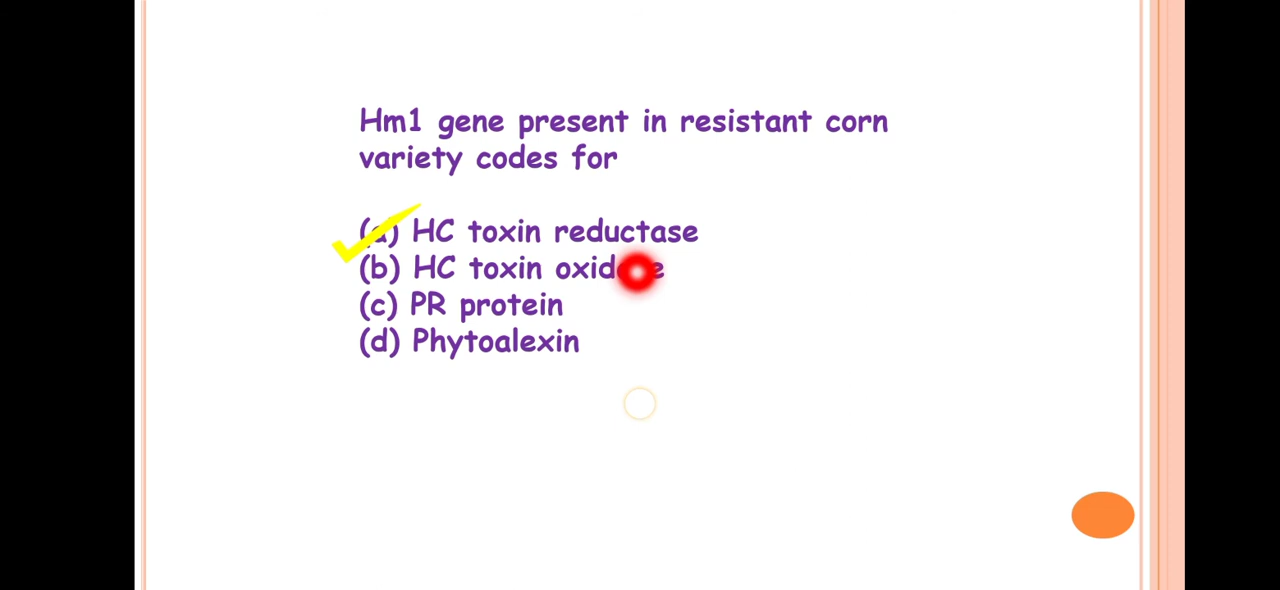 Hm1 gene present in resistant corn
variety codes for
(a) HC toxin reductase
(b) HC toxin
(c) PR protein
(d) Phytoalexin